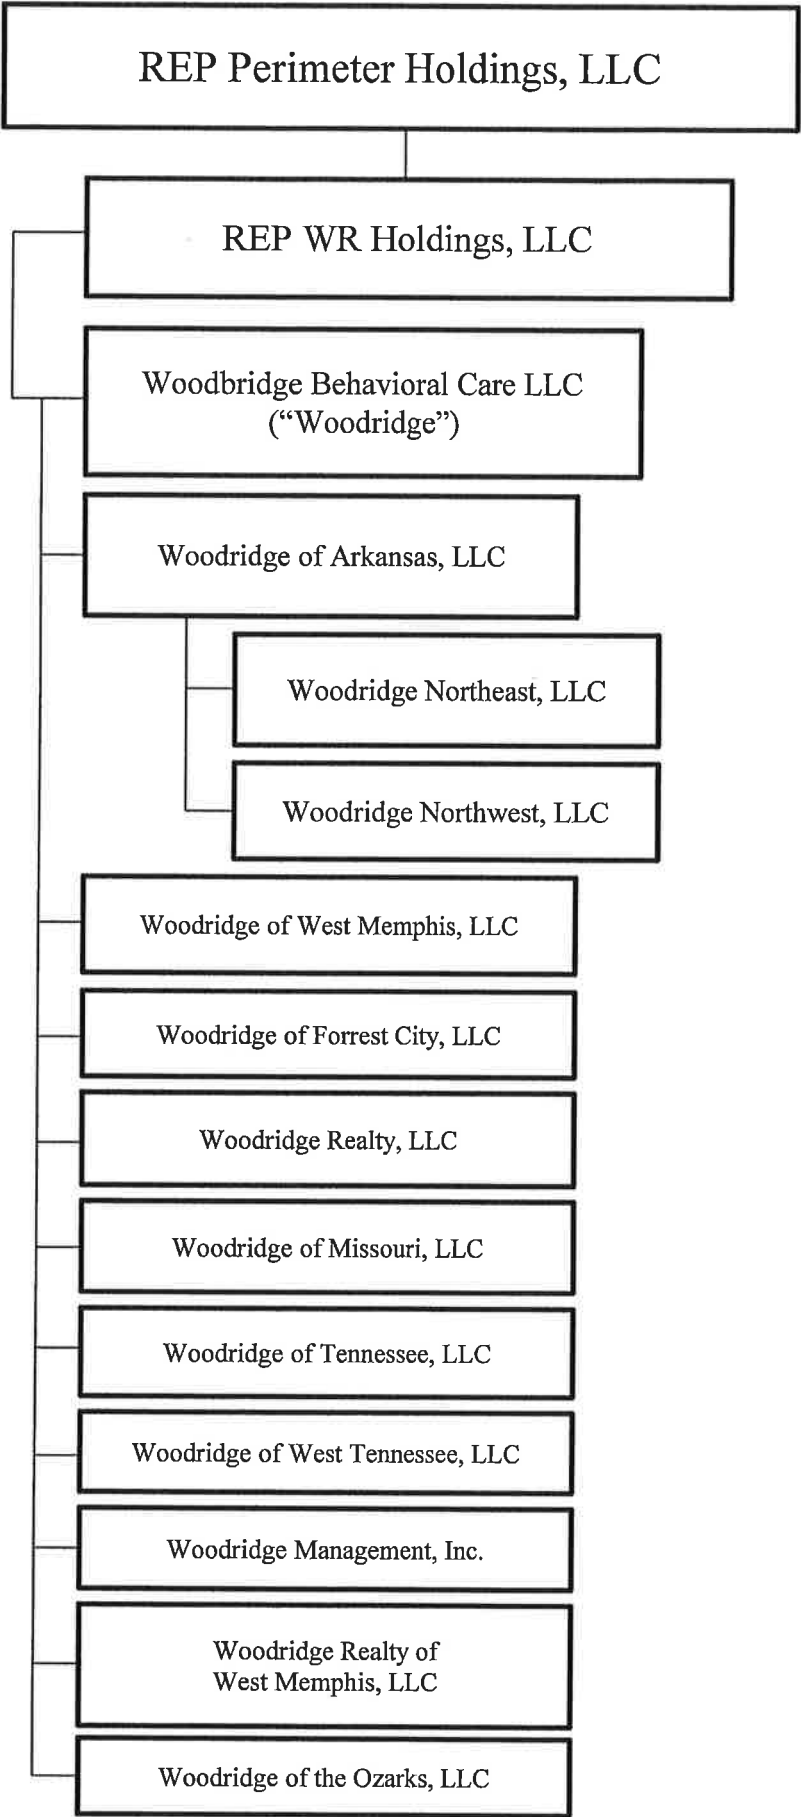 REP Perimeter Holdings, LLC
REP WR Holdings, LLC
Woodbridge Behavioral Care LLC
(“Woodridge”)
Woodridge of Arkansas, LLC
Woodridge Northeast, LLC
Woodridge Northwest, LLC
Woodridge of West Memphis, LLC
Woodridge of Forrest City, LLC
Woodridge Realty, LLC
Woodridge of Missouri, LLC
Woodridge of Tennessee, LLC
Woodridge of West Tennessee, LLC
Woodridge Management, Inc.
Woodridge Realty of
West Memphis, LLC
Woodridge of the Ozarks, LLC